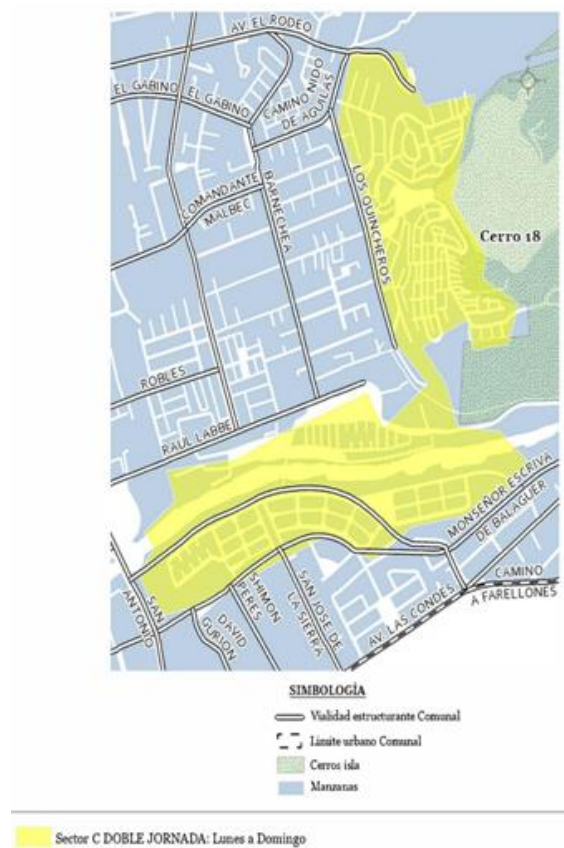 AV. EL RODEO
EL GABINO
EL GABINO
CAMINO NIDO
DE AGUILAS
COMANDANTE
MALBEC
BARNECHEA
LOS QUINCHEROS
Cerro 18
ROBLES
RAUL LABBE
MONSEÑOR ESCRIVA
DE BALAGUER
CAMINO
A FARELLONES
AV. LAS CONDES
SAN
ANTONIO
SHIMON
PERES
DAVID
GURION
SAN JOSE DE
LA SIERRA
SIMBOLOGÍA
Vialidad estructurante Comunal
Límite urbano Comunal
Cerros isla
Manzanas
Sector C DOBLE JORNADA: Lunes a Domingo